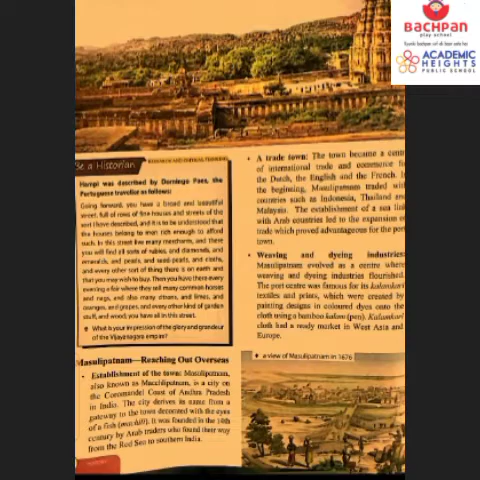 BACHPAN
play school
ACADEMIC
HEIGHTS
PUBLIC SCHOOL
Be a Historian
Hampi was described by Domingo Paes, the
Portuguese traveller as follows:
Going forward, you have a broad and beautiful
street, full of rows of fine houses and streets of the
sort I have described, and it is to be understood that
the houses belong to men rich enough to afford
such. In this street live many merchants, and there
you will find all sorts of rubies, and diamonds, and
emeralds, and pearls, and seed-pearls, and cloths,
and every other sort of thing there is on earth and
that you may wish to buy. Then you have there every
evening a fair where they sell many common horses
and nags, and also many citrons, and limes, and
oranges, and grapes, and every other kind of garden
stuff, and wood; you have all in this street.
What is your impression of the glory and grandeur
of the Vijayanagara empire?
Masulipatnam—Reaching Out Overseas
• Establishment of the town: Masulipatnam,
also known as Machilipatnam, is a city on
the Coromandel Coast of Andhra Pradesh
in India. The city derives its name from a
gateway to the town decorated with the eyes
of a fish (machili). It was founded in the 14th
century by Arab traders who found their way
from the Red Sea to southern India.
• A trade town: The town became a
of international trade and commerce
the Dutch, the English and the French.
the beginning, Masulipatnam traded
countries such as Indonesia, Thailand
Malaysia. The establishment of a sea
with Arab countries led to the expansion
trade which proved advantageous for the
town.
• Weaving and dyeing industries:
Masulipatnam evolved as a centre where
weaving and dyeing industries flourished.
The port centre was famous for its kalamkari
textiles and prints, which were created by
painting designs in coloured dyes onto the
cloth using a bamboo kalam (pen). Kalamkari
cloth had a ready market in West Asia and
Europe.
a view of Masulipatnam in 1676